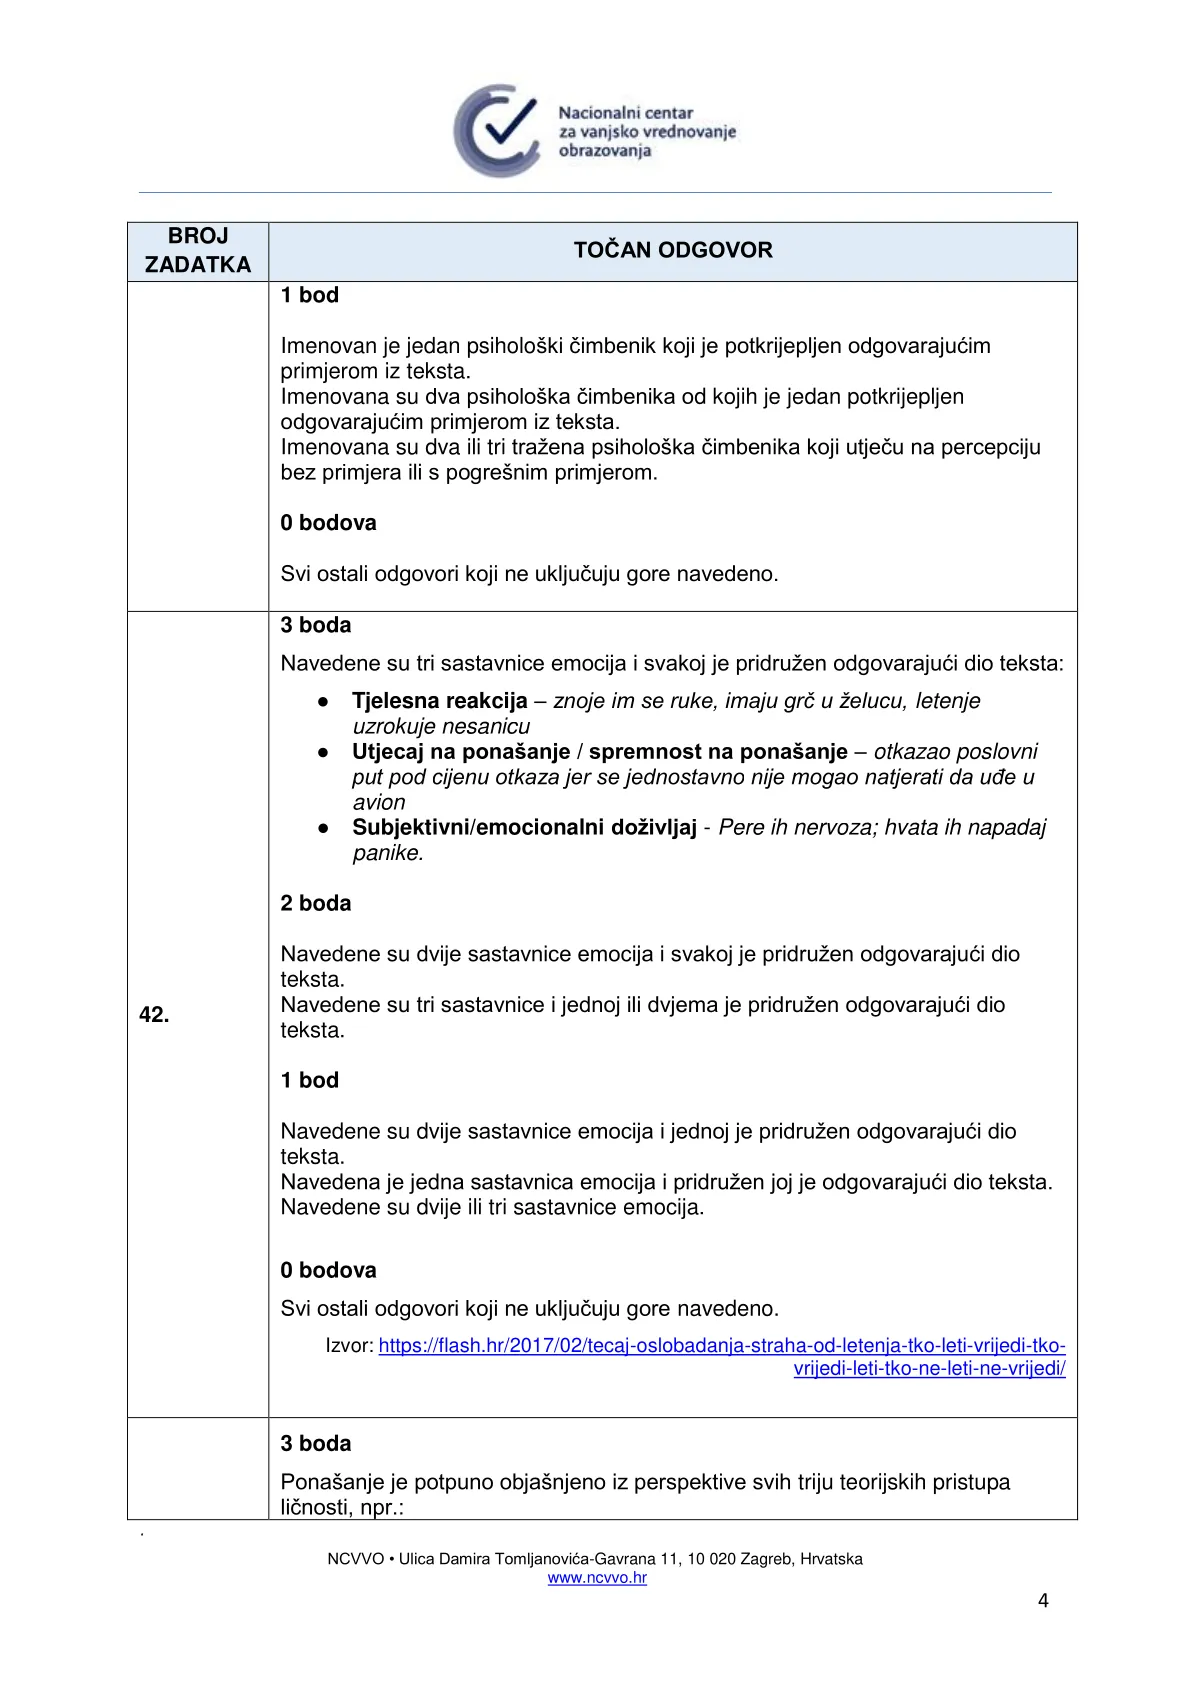 Nacionalni centar
za vanjsko vrednovanje
obrazovanja
BROJ
ZADATKA
TOČAN ODGOVOR
1 bod
Imenovan je jedan psihološki čimbenik koji je potkrijepljen odgovarajućim
primjerom iz teksta.
Imenovana su dva psihološka čimbenika od kojih je jedan potkrijepljen
odgovarajućim primjerom iz teksta.
Imenovana su dva ili tri tražena psihološka čimbenika koji utječu na percepciju
bez primjera ili s pogrešnim primjerom.
0 bodova
Svi ostali odgovori koji ne uključuju gore navedeno.
42.
3 boda
Navedene su tri sastavnice emocija i svakoj je pridružen odgovarajući dio teksta:
● Tjelesna reakcija – znoje im se ruke, imaju grč u želucu, letenje
uzrokuje nesanicu
● Utjecaj na ponašanje / spremnost na ponašanje – otkazao poslovni
put pod cijenu otkaza jer se jednostavno nije mogao natjerati da uđe u
avion
● Subjektivni/emocionalni doživljaj - Pere ih nervoza; hvata ih napadaj
panike.
2 boda
Navedene su dvije sastavnice emocija i svakoj je pridružen odgovarajući dio
teksta.
Navedene su tri sastavnice i jednoj ili dvjema je pridružen odgovarajući dio
teksta.
1 bod
Navedene su dvije sastavnice emocija i jednoj je pridružen odgovarajući dio
teksta.
Navedena je jedna sastavnica emocija i pridružen joj je odgovarajući dio teksta.
Navedene su dvije ili tri sastavnice emocija.
0 bodova
Svi ostali odgovori koji ne uključuju gore navedeno.
Izvor: https://flash.hr/2017/02/tecaj-oslobadanja-straha-od-letenja-tko-leti-vrijedi-tko-
vrijedi-leti-tko-ne-leti-ne-vrijedi/
3 boda
Ponašanje je potpuno objašnjeno iz perspektive svih triju teorijskih pristupa
ličnosti, npr.:
.
NCVVO • Ulica Damira Tomljanovića-Gavrana 11, 10 020 Zagreb, Hrvatska
www.ncvvo.hr
4